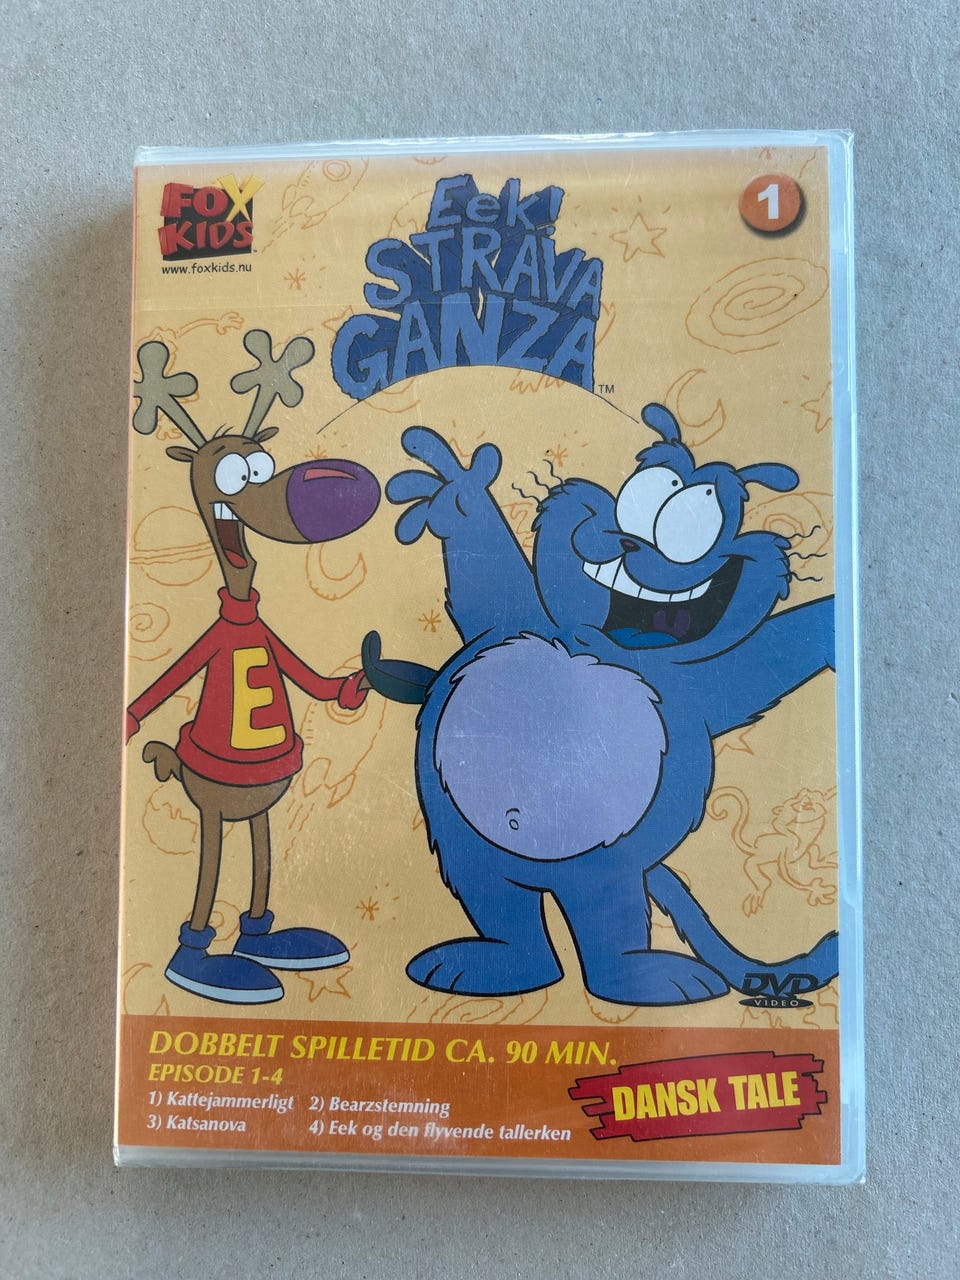 FOX
KIDS
www.foxkids.nu
Eek!
STRAVA
GANZA
TM
1
E
DVD
VIDEO
DOBBELT SPILLETID CA. 90 MIN.
EPISODE 1-4
1) Kattejammerligt 2) Bearzstemning
3) Katsanova 4) Eek og den flyvende tallerken
DANSK TALE